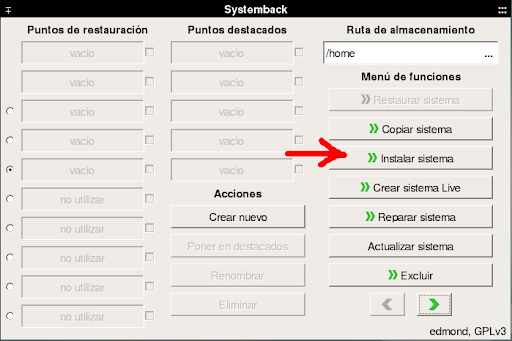 Systemback
Puntos de restauración
vacio
vacio
vacio
vacio
vacio
no utilizar
no utilizar
no utilizar
no utilizar
no utilizar
Puntos destacados
vacio
vacio
vacio
vacio
vacio
Acciones
Crear nuevo
Poner en destacados
Renombrar
Eliminar
Ruta de almacenamiento
/home ...
Menú de funciones
Restaurar sistema
Copiar sistema
Instalar sistema
Crear sistema Live
Reparar sistema
Actualizar sistema
Excluir
edmond, GPLv3